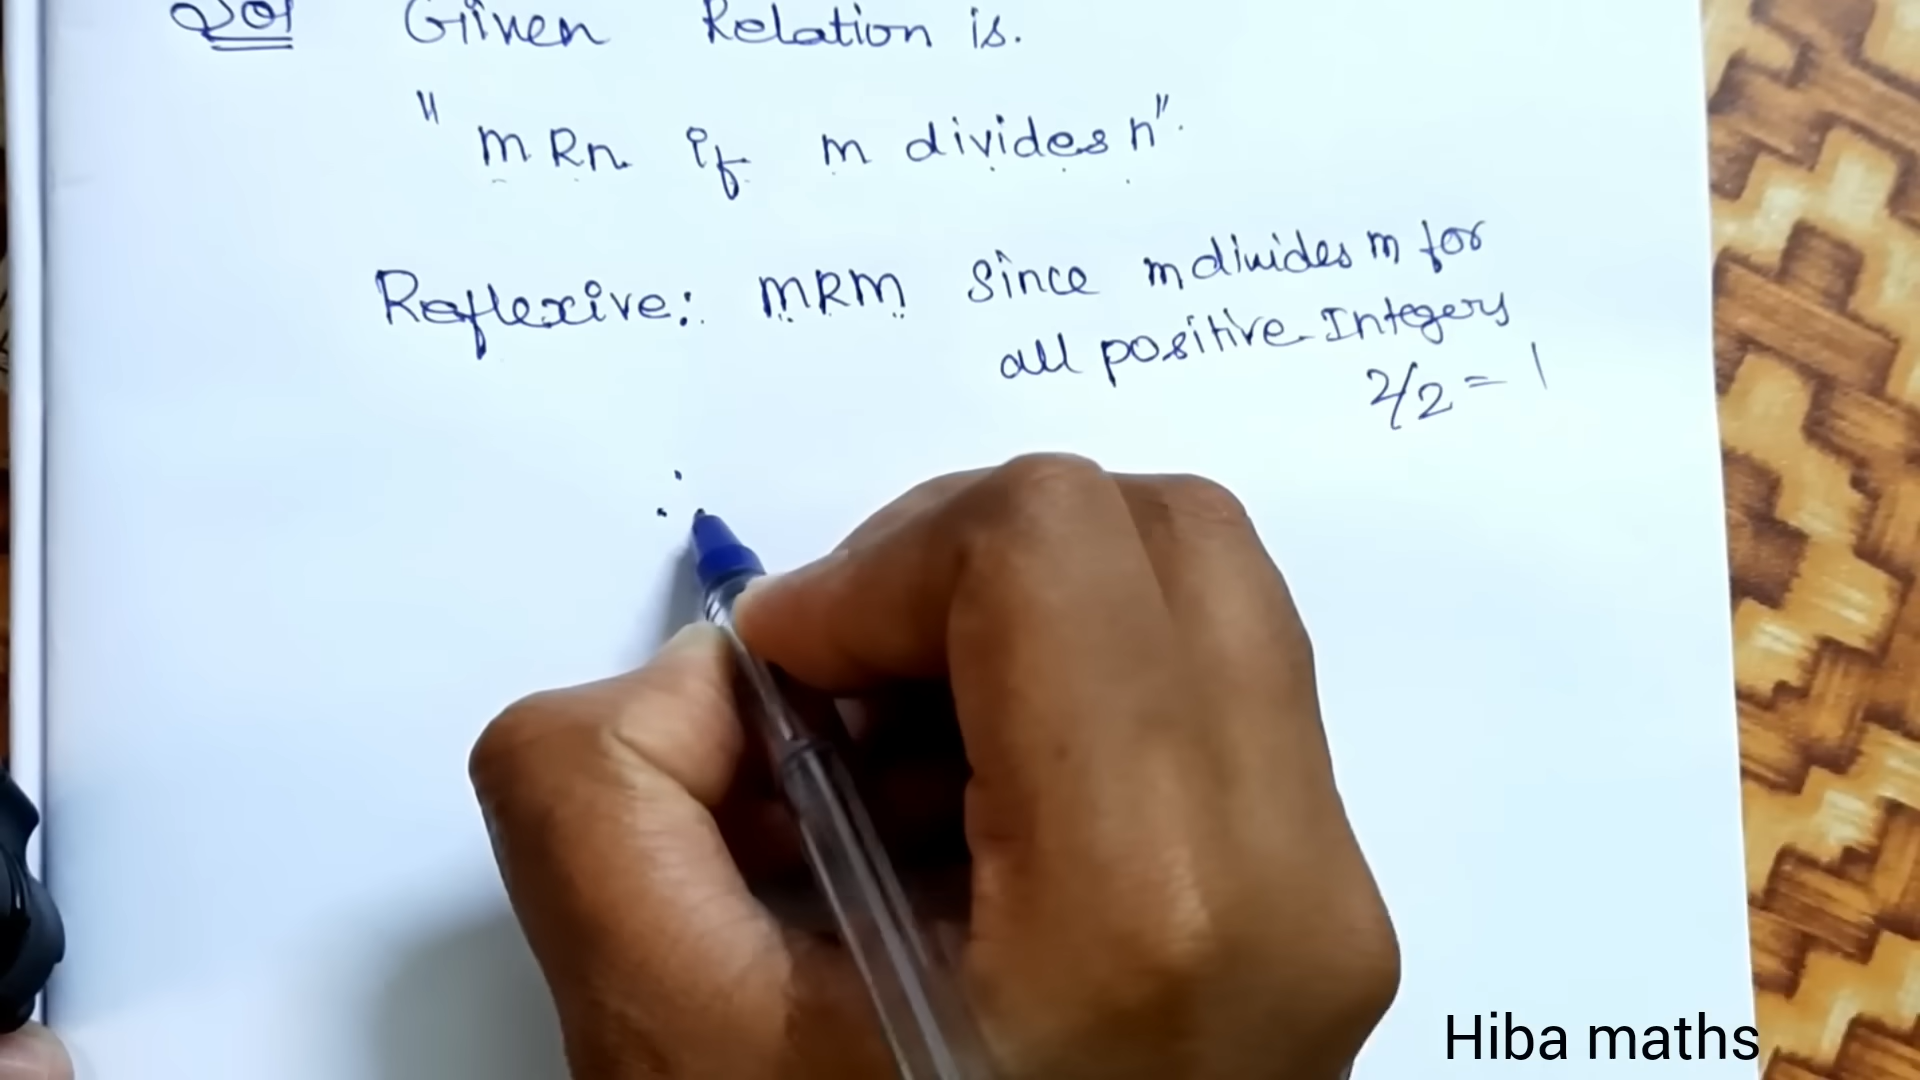 Sol Given Relation is.
"mRn if m divides n".
Reflexive: mRm Since m divides m for
all positive Integers
2/2 = 1
∴
Hiba maths